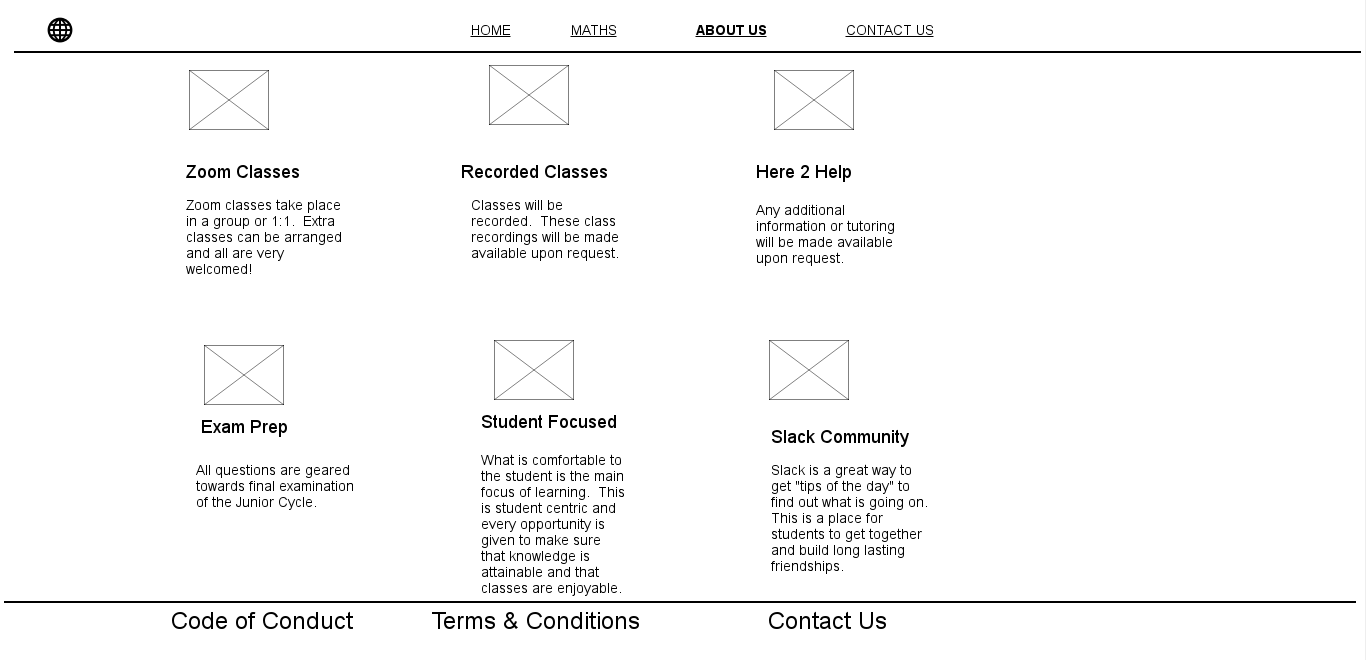 HOME MATHS ABOUT US CONTACT US
Zoom Classes
Zoom classes take place
in a group or 1:1.  Extra
classes can be arranged
and all are very
welcomed!
Recorded Classes
Classes will be
recorded.  These class
recordings will be made
available upon request.
Here 2 Help
Any additional
information or tutoring
will be made available
upon request.
Exam Prep
All questions are geared
towards final examination
of the Junior Cycle.
Student Focused
What is comfortable to
the student is the main
focus of learning.  This
is student centric and
every opportunity is
given to make sure
that knowledge is
attainable and that
classes are enjoyable.
Slack Community
Slack is a great way to
get "tips of the day" to
find out what is going on.
This is a place for
students to get together
and build long lasting
friendships.
Code of Conduct Terms & Conditions Contact Us